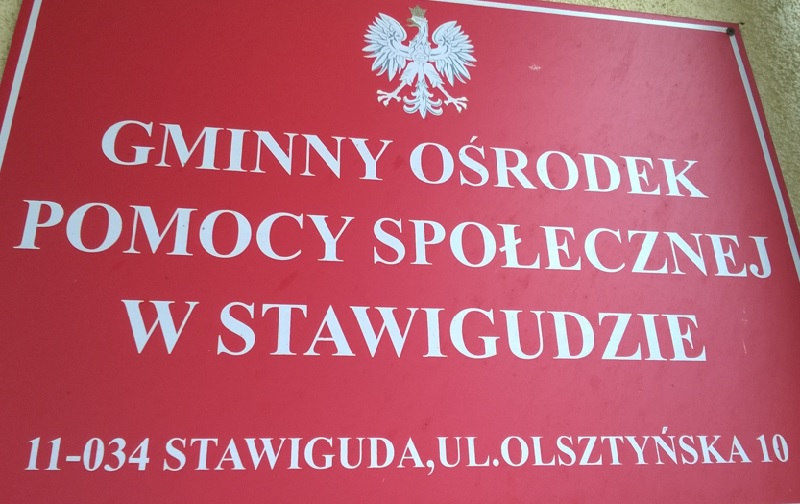 GMINNY OŚRODEK
POMOCY SPOŁECZNEJ
W STAWIGUDZIE
11-034 STAWIGUDA,UL.OLSZTYŃSKA 10